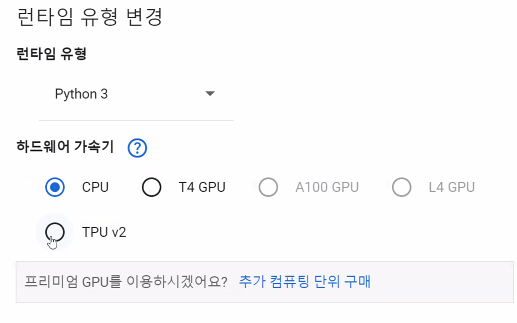 런타임 유형 변경
런타임 유형
Python 3
하드웨어 가속기 ?
CPU T4 GPU A100 GPU L4 GPU
TPU v2
프리미엄 GPU를 이용하시겠어요? 추가 컴퓨팅 단위 구매